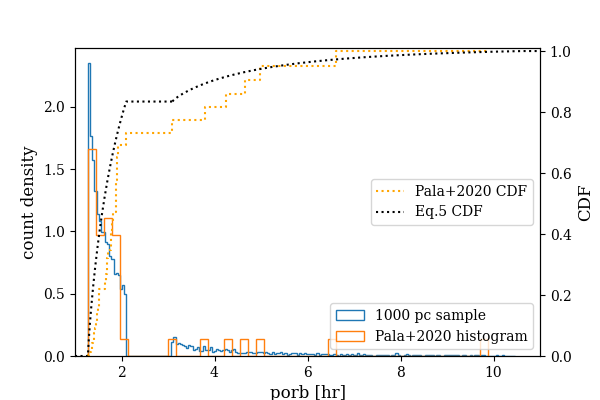 1.0
0.8
0.6
0.4
0.2
0.0
CDF
2.0
1.5
1.0
0.5
0.0
count density
Pala+2020 CDF
Eq.5 CDF
1000 pc sample
Pala+2020 histogram
2 4 6 8 10
porb [hr]